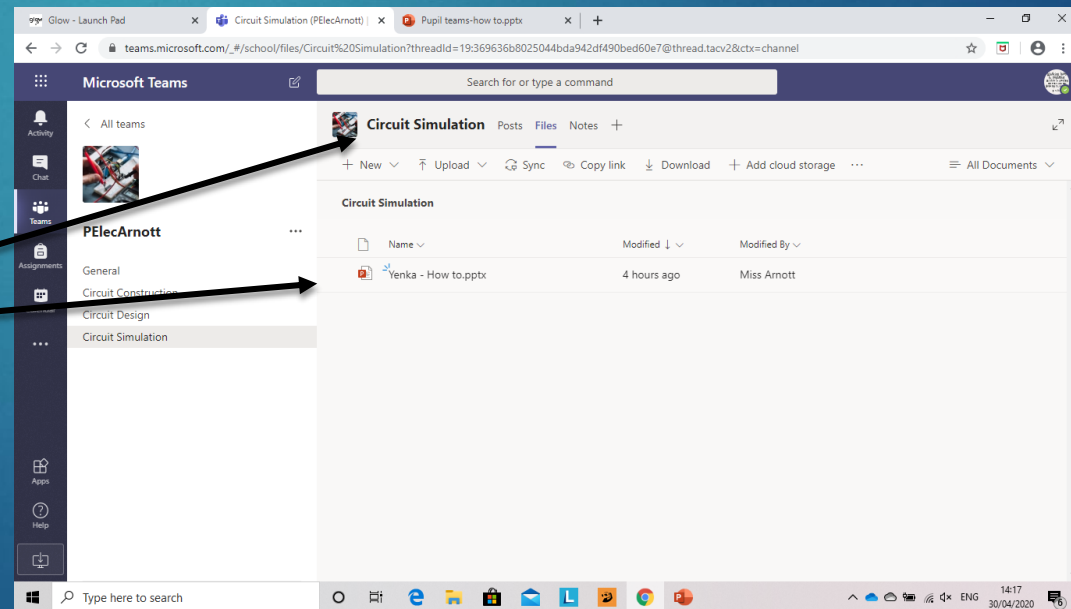 Glow - Launch Pad
Circuit Simulation (PElecArnott) |
Pupil teams-how to.pptx
teams.microsoft.com/_#/school/files/Circuit%20Simulation?threadId=19:369636b8025044bda942df490bed60e7@thread.tacv2&ctx=channel
Microsoft Teams
Search for or type a command
Activity
Chat
Teams
Assignments
Apps
Help
< All teams
PElecArnott
General
Circuit Construction
Circuit Design
Circuit Simulation
Circuit Simulation Posts Files Notes +
+ New Upload Sync Copy link Download + Add cloud storage ... All Documents
Circuit Simulation
Name Modified ↓ Modified By
Yenka - How to.pptx 4 hours ago Miss Arnott
Type here to search
ENG
14:17
30/04/2020
6